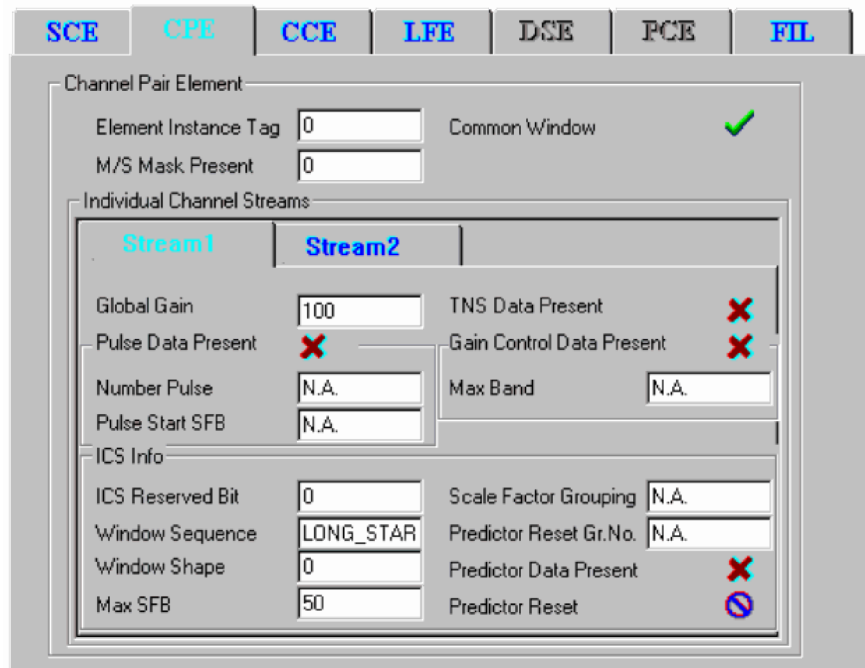 SCE CPE CCE LFE DSE PCE FIL
Channel Pair Element
Element Instance Tag 0 Common Window
M/S Mask Present 0
Individual Channel Streams
Stream1 Stream2
Global Gain 100 TNS Data Present
Pulse Data Present Gain Control Data Present
Number Pulse N.A. Max Band N.A.
Pulse Start SFB N.A.
ICS Info
ICS Reserved Bit 0 Scale Factor Grouping N.A.
Window Sequence LONG_STAR Predictor Reset Gr.No. N.A.
Window Shape 0 Predictor Data Present
Max SFB 50 Predictor Reset